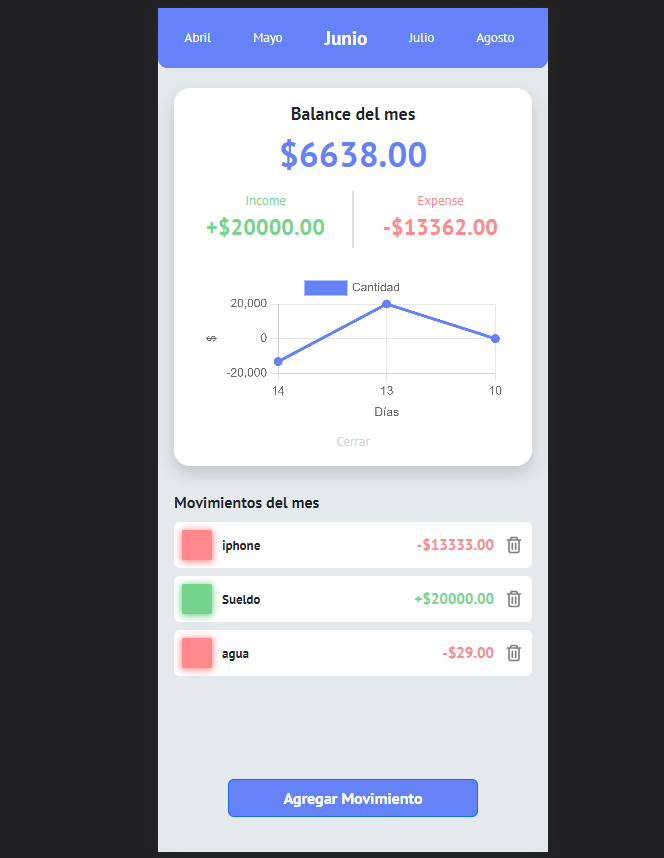 Abril Mayo Junio Julio Agosto
Balance del mes
$6638.00
Income Expense
+$20000.00 -$13362.00
Cantidad
20,000
0
-20,000
$
14 13 10
Días
Cerrar
Movimientos del mes
iphone -$13333.00
Sueldo +$20000.00
agua -$29.00
Agregar Movimiento